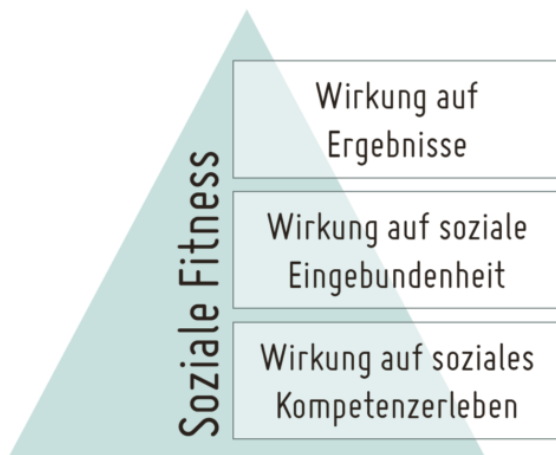 Soziale Fitness
Wirkung auf
Ergebnisse
Wirkung auf soziale
Eingebundenheit
Wirkung auf soziales
Kompetenzerleben